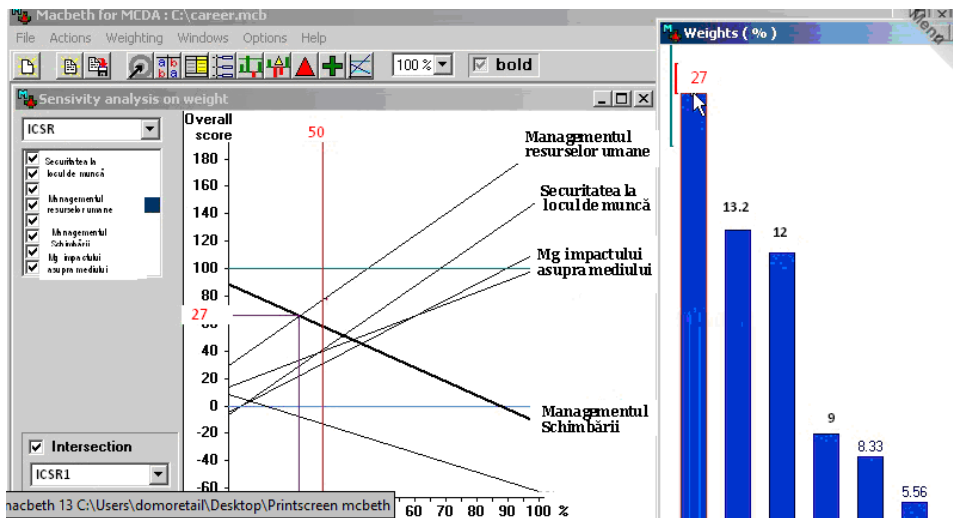 Macbeth for MCDA : C:\career.mcb
File Actions Weighting Windows Options Help
100 %
bold
Sensivity analysis on weight
ICSR
Securitatea la
locul de muncă
Managementul
resurselor umane
Managementul
Schimbării
Mg impactului
asupra mediului
Intersection
ICSR1
Overall
score
50
180
160
140
120
100
80
27
60
40
20
0
-20
-40
-60
60 70 80 90 100 %
Managementul
resurselor umane
Securitatea la
locul de muncă
Mg impactului
asupra mediului
Managementul
Schimbării
macbeth 13 C:\Users\domoretail\Desktop\Printscreen mcbeth
Weights ( % )
Menq
27
13.2
12
9
8.33
5.56